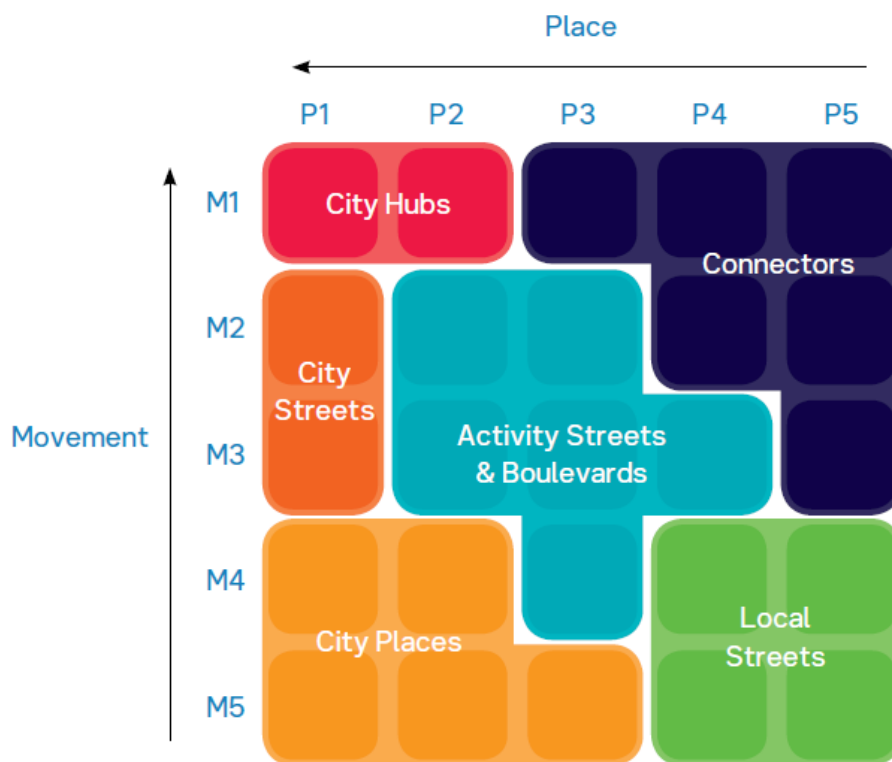 Place
P1 P2 P3 P4 P5
M1
City Hubs
Connectors
M2
City
Streets
Movement
M3
Activity Streets
& Boulevards
M4
City Places
Local
Streets
M5